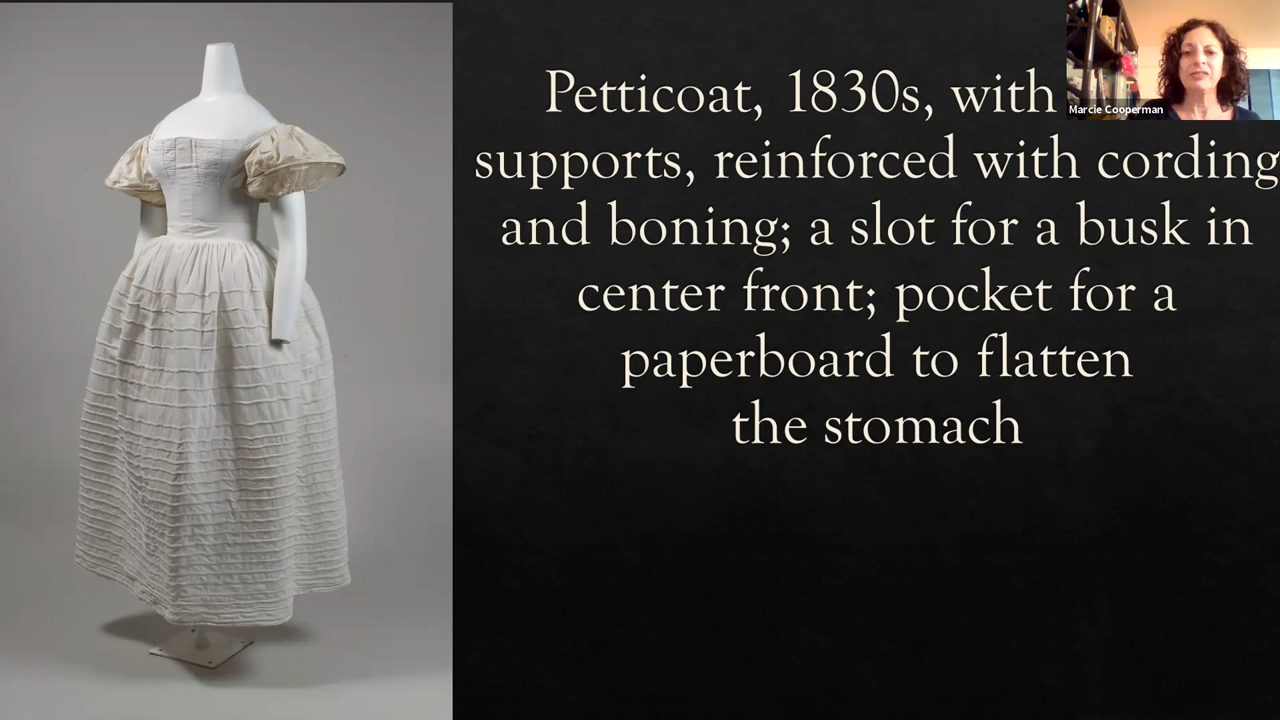 Petticoat, 1830s, with
Marcie Cooperman
supports, reinforced with cording
and boning; a slot for a busk in
center front; pocket for a
paperboard to flatten
the stomach